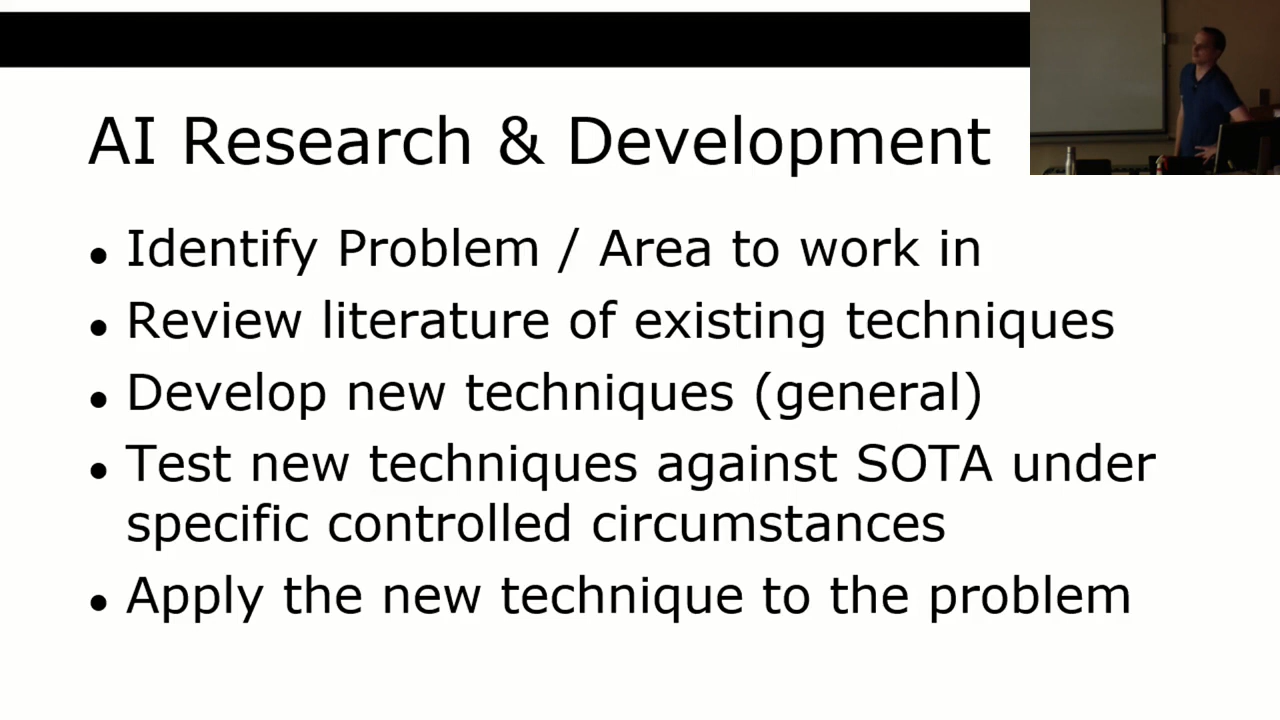 AI Research & Development
• Identify Problem / Area to work in
• Review literature of existing techniques
• Develop new techniques (general)
• Test new techniques against SOTA under
specific controlled circumstances
• Apply the new technique to the problem